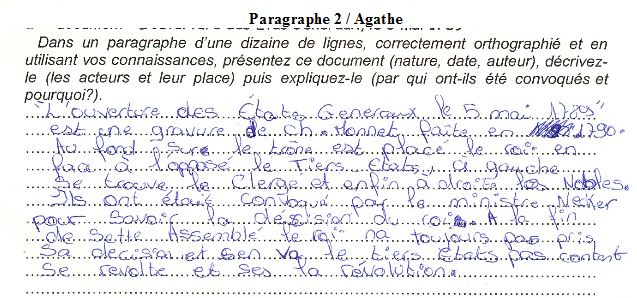 Paragraphe 2 / Agathe
Dans un paragraphe d'une dizaine de lignes, correctement orthographié et en
utilisant vos connaissances, présentez ce document (nature, date, auteur), décrivez-
le (les acteurs et leur place) puis expliquez-le (par qui ont-ils été convoqués et
pourquoi?).
"L'ouverture des États Generaux le 5 mai 1789"
est une gravure de Ch. Monnet, faite en 1790.
Au fond sure le trône est placé le roi en
face à l'opposé le Tiers États, a gauche
Se trouve le Clergé et enfin a droite les Nobles.
Ils ont était convoqué par le ministre Necker
pour Savoir la déscision du roi. A la fin
de Sette Assemblé le roi na toujours pas pris
Sa décision et s'en va le tiers États pas content
Se revolte et Ses la révolution.